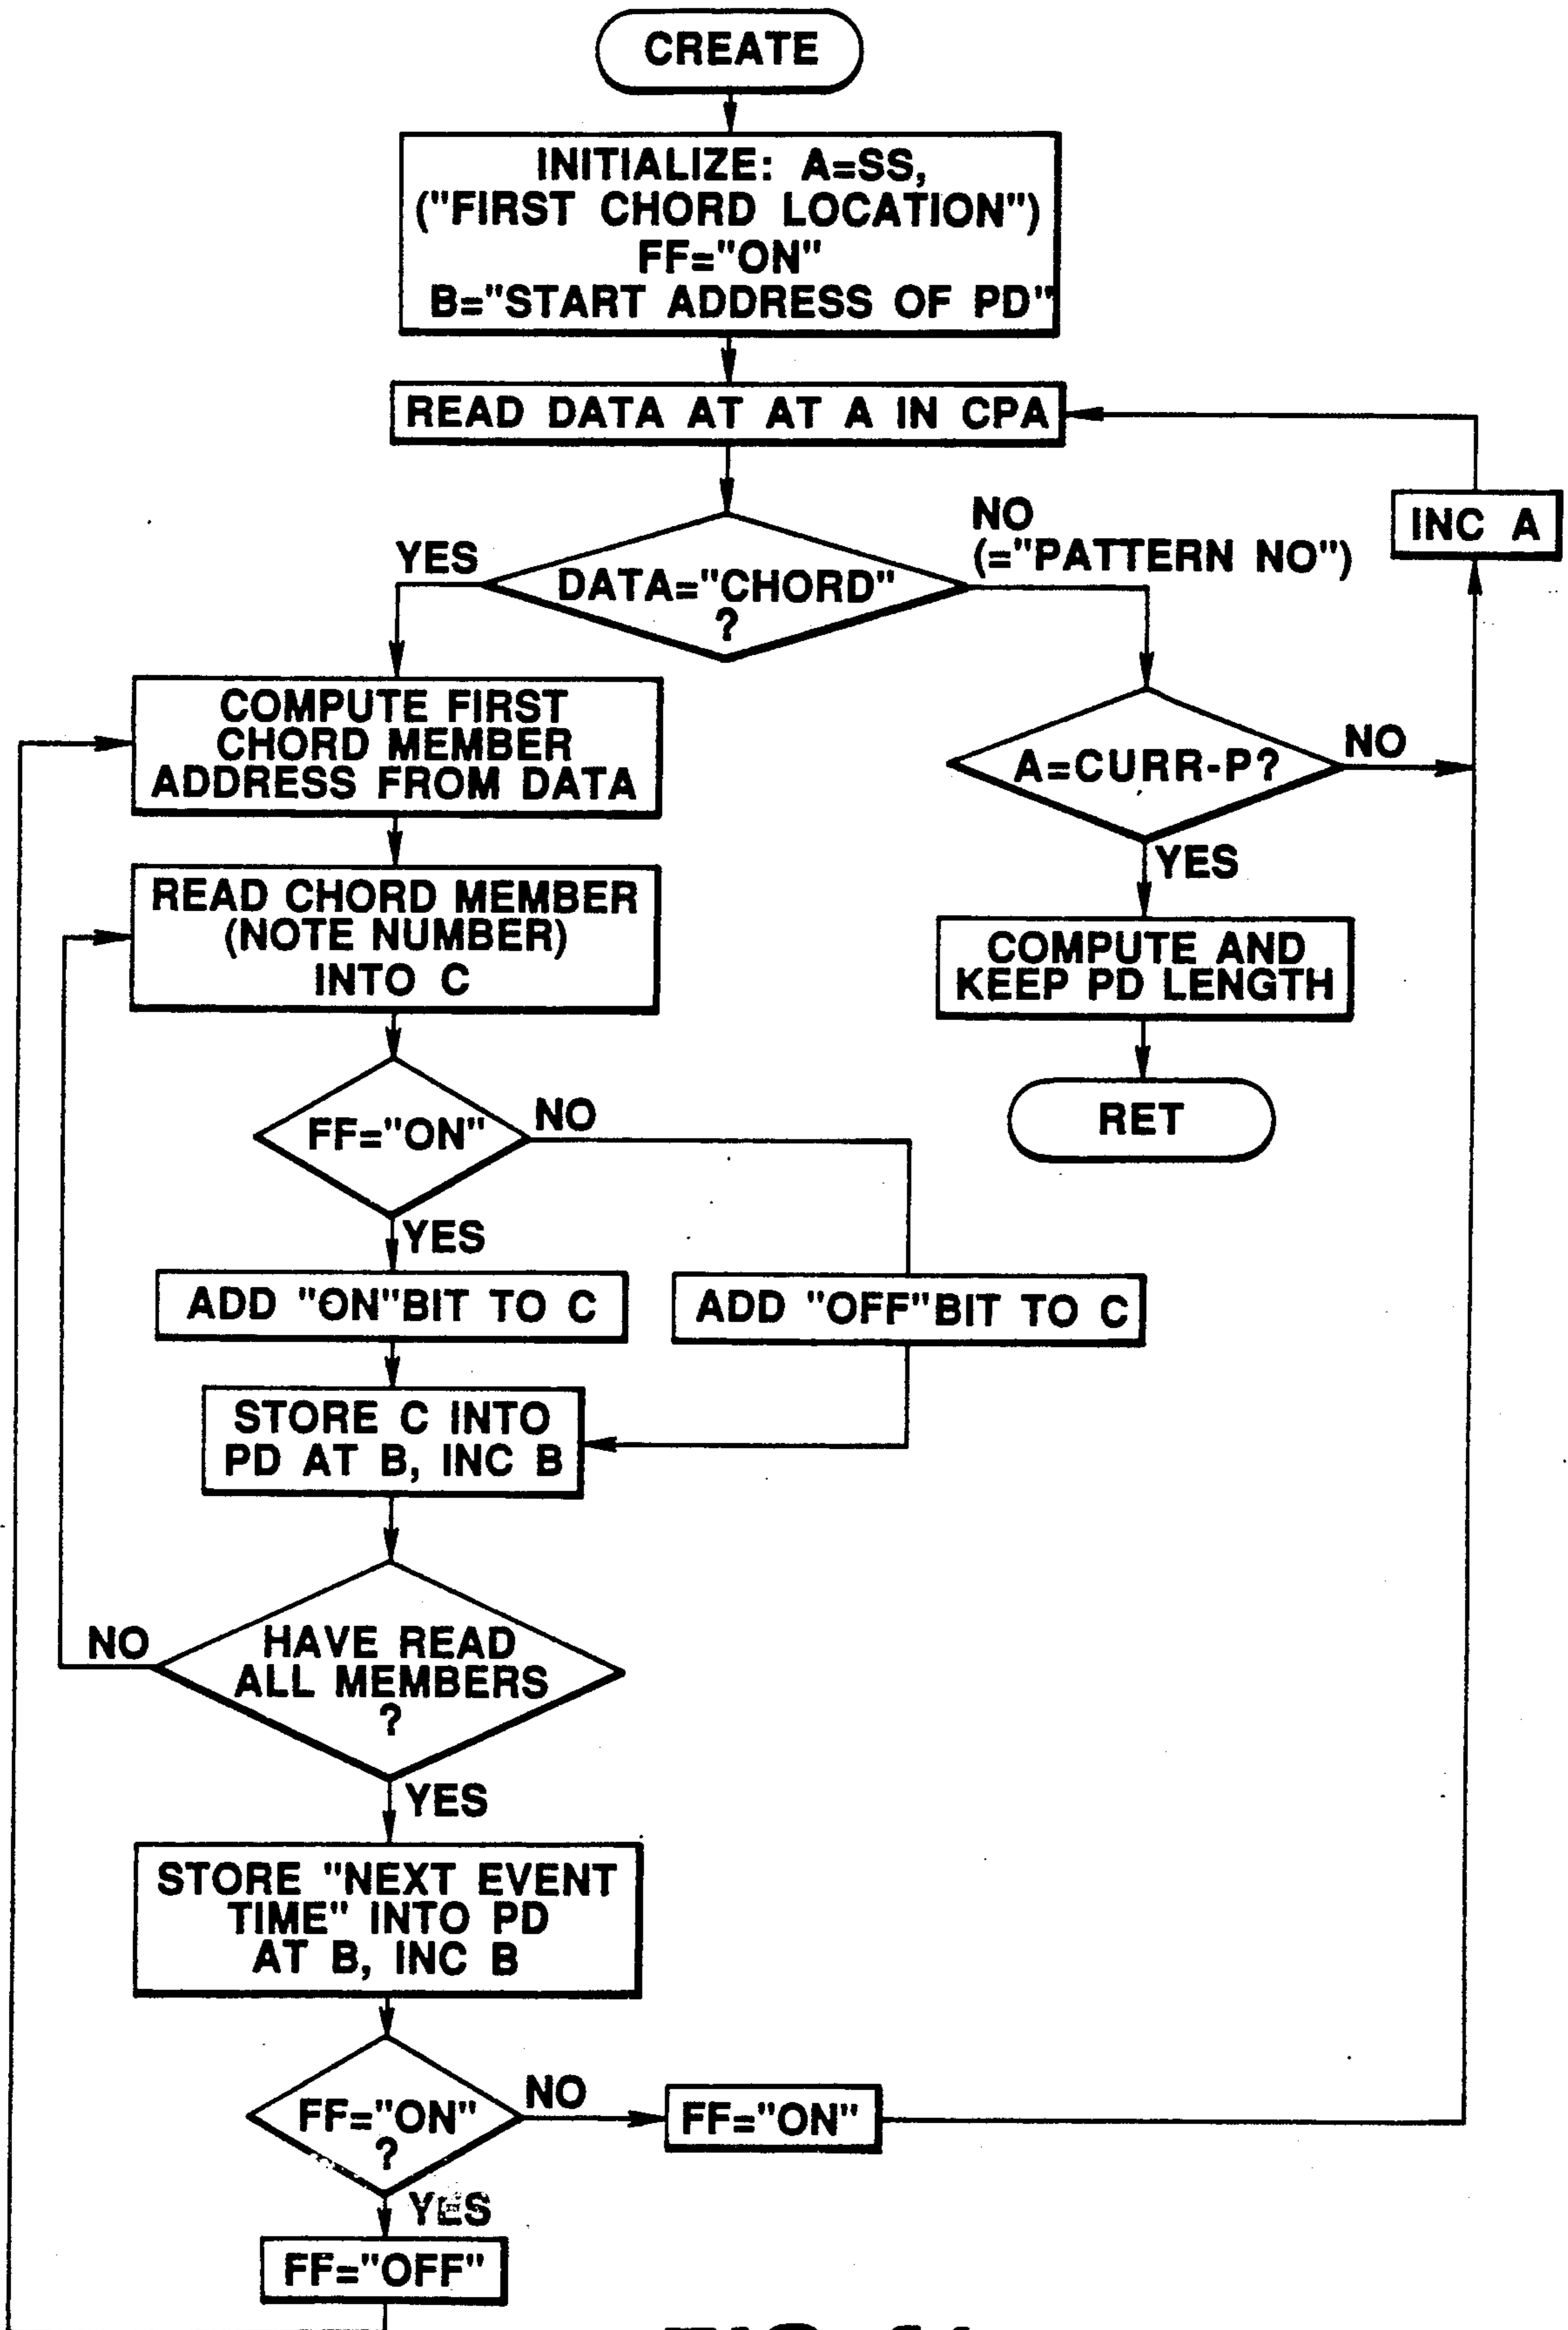 CREATE
INITIALIZE: A=SS,
("FIRST CHORD LOCATION")
FF="ON"
B="START ADDRESS OF PD"
READ DATA AT AT A IN CPA
INC A
NO
(="PATTERN NO")
YES
DATA="CHORD"
?
COMPUTE FIRST
CHORD MEMBER
ADDRESS FROM DATA
A=CURR-P?
NO
YES
READ CHORD MEMBER
(NOTE NUMBER)
INTO C
COMPUTE AND
KEEP PD LENGTH
RET
FF="ON"
NO
YES
ADD "ON"BIT TO C
ADD "OFF"BIT TO C
STORE C INTO
PD AT B, INC B
NO
HAVE READ
ALL MEMBERS
?
YES
STORE "NEXT EVENT
TIME" INTO PD
AT B, INC B
FF="ON"
?
NO
FF="ON"
YES
FF="OFF"